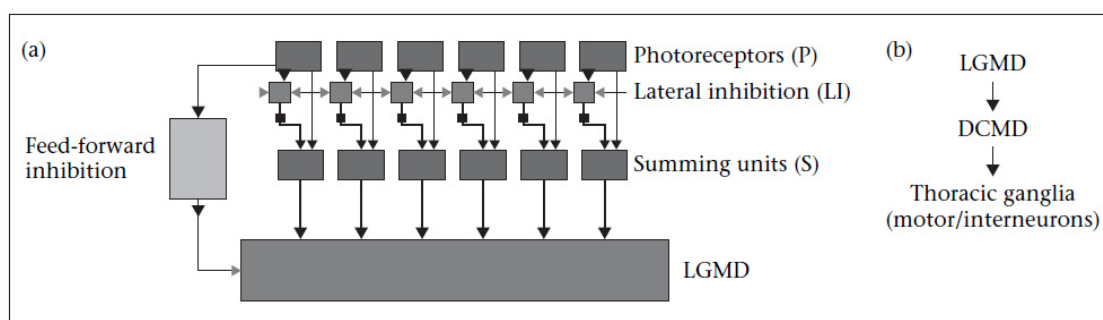 (a)
Photoreceptors (P)
Lateral inhibition (LI)
Feed-forward
inhibition
Summing units (S)
LGMD
(b)
LGMD
DCMD
Thoracic ganglia
(motor/interneurons)